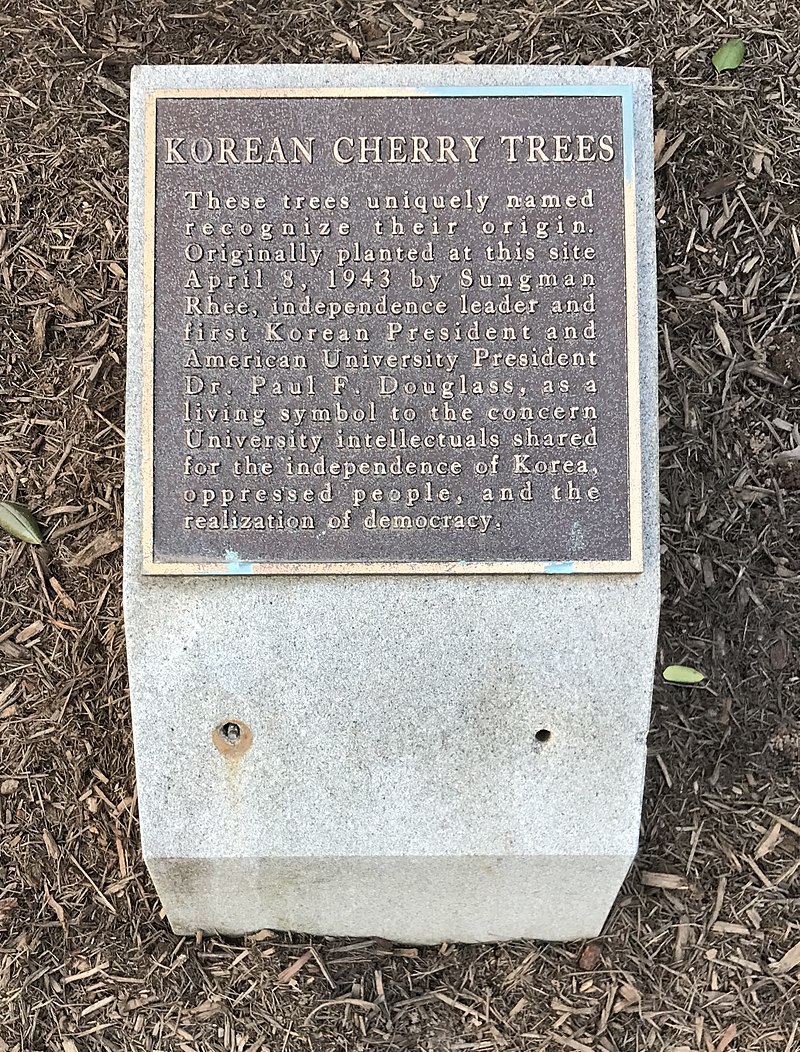 KOREAN CHERRY TREES
These trees uniquely named
recognize their origin.
Originally planted at this site
April 8, 1943 by Sungman
Rhee, independence leader and
first Korean President and
American University President
Dr. Paul F. Douglass, as a
living symbol to the concern
University intellectuals shared
for the independence of Korea,
oppressed people, and the
realization of democracy.